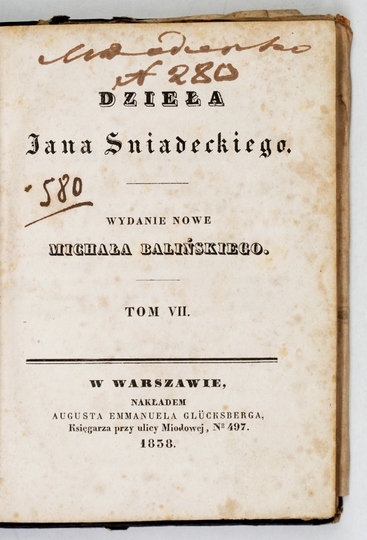 № 280
DZIEŁA
Jana Sniadeckiego.
580
WYDANIE NOWE
MICHAŁA BALIŃSKIEGO.
TOM VII.
W WARSZAWIE,
NAKŁADEM
AUGUSTA EMMANUELA GLÜCKSBERGA,
Księgarza przy ulicy Miodowej, Nº 497.
1838.